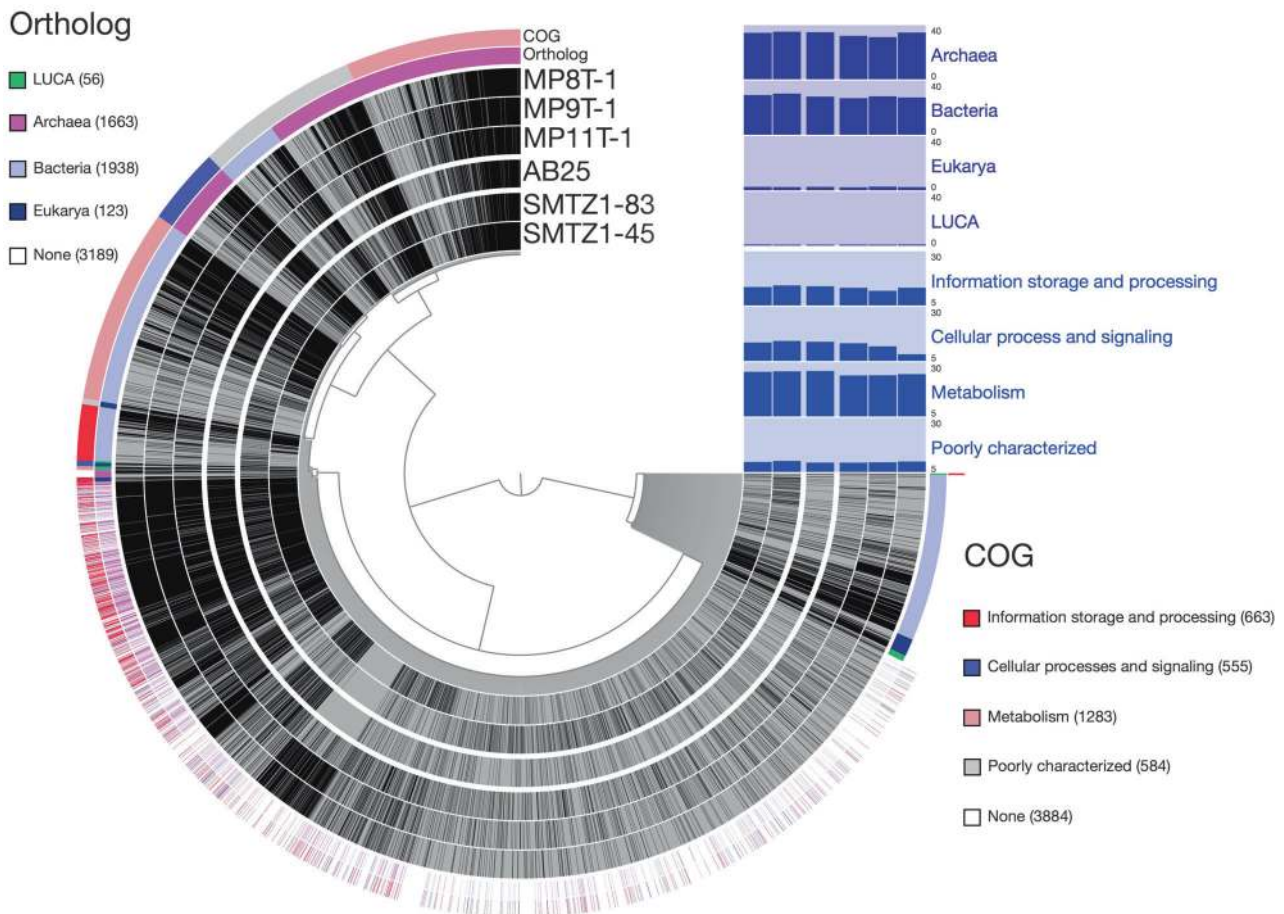 Ortholog
LUCA (56)
Archaea (1663)
Bacteria (1938)
Eukarya (123)
None (3189)
COG
Ortholog
MP8T-1
MP9T-1
MP11T-1
AB25
SMTZ1-83
SMTZ1-45
40
Archaea
0
40
Bacteria
0
40
Eukarya
0
40
LUCA
0
30
Information storage and processing
5
30
Cellular process and signaling
5
30
Metabolism
5
30
Poorly characterized
5
COG
Information storage and processing (663)
Cellular processes and signaling (555)
Metabolism (1283)
Poorly characterized (584)
None (3884)